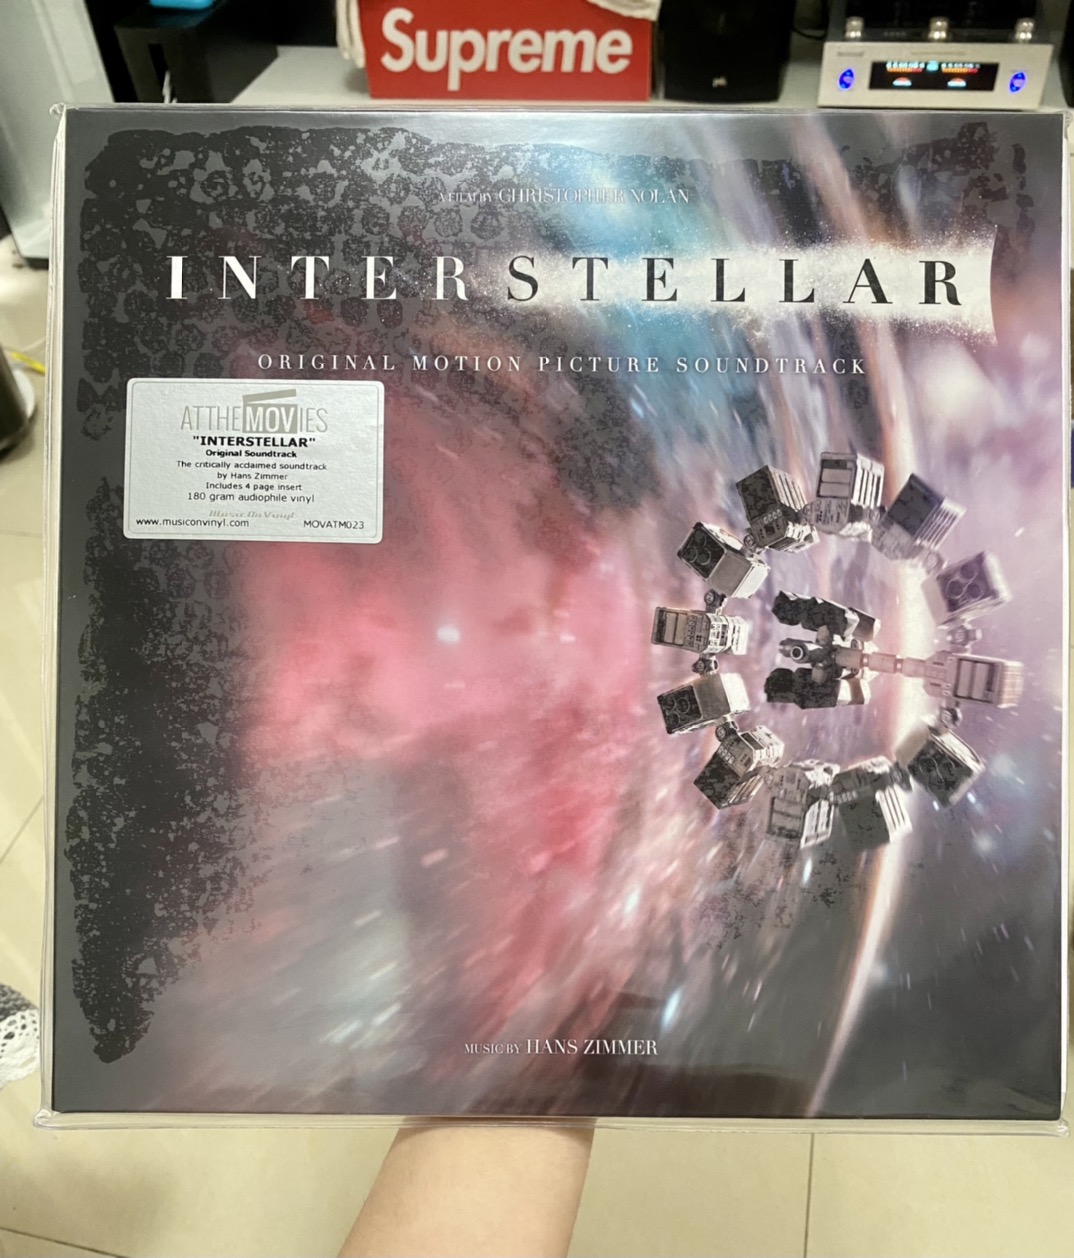 Supreme
A FILM BY CHRISTOPHER NOLAN
INTERSTELLAR
ORIGINAL MOTION PICTURE SOUNDTRACK
ATTHEMOVIES
"INTERSTELLAR"
Original Soundtrack
The critically acclaimed soundtrack
by Hans Zimmer
Includes 4 page insert
180 gram audiophile vinyl
Music On Vinyl
www.musiconvinyl.com MOVATM023
MUSIC BY HANS ZIMMER